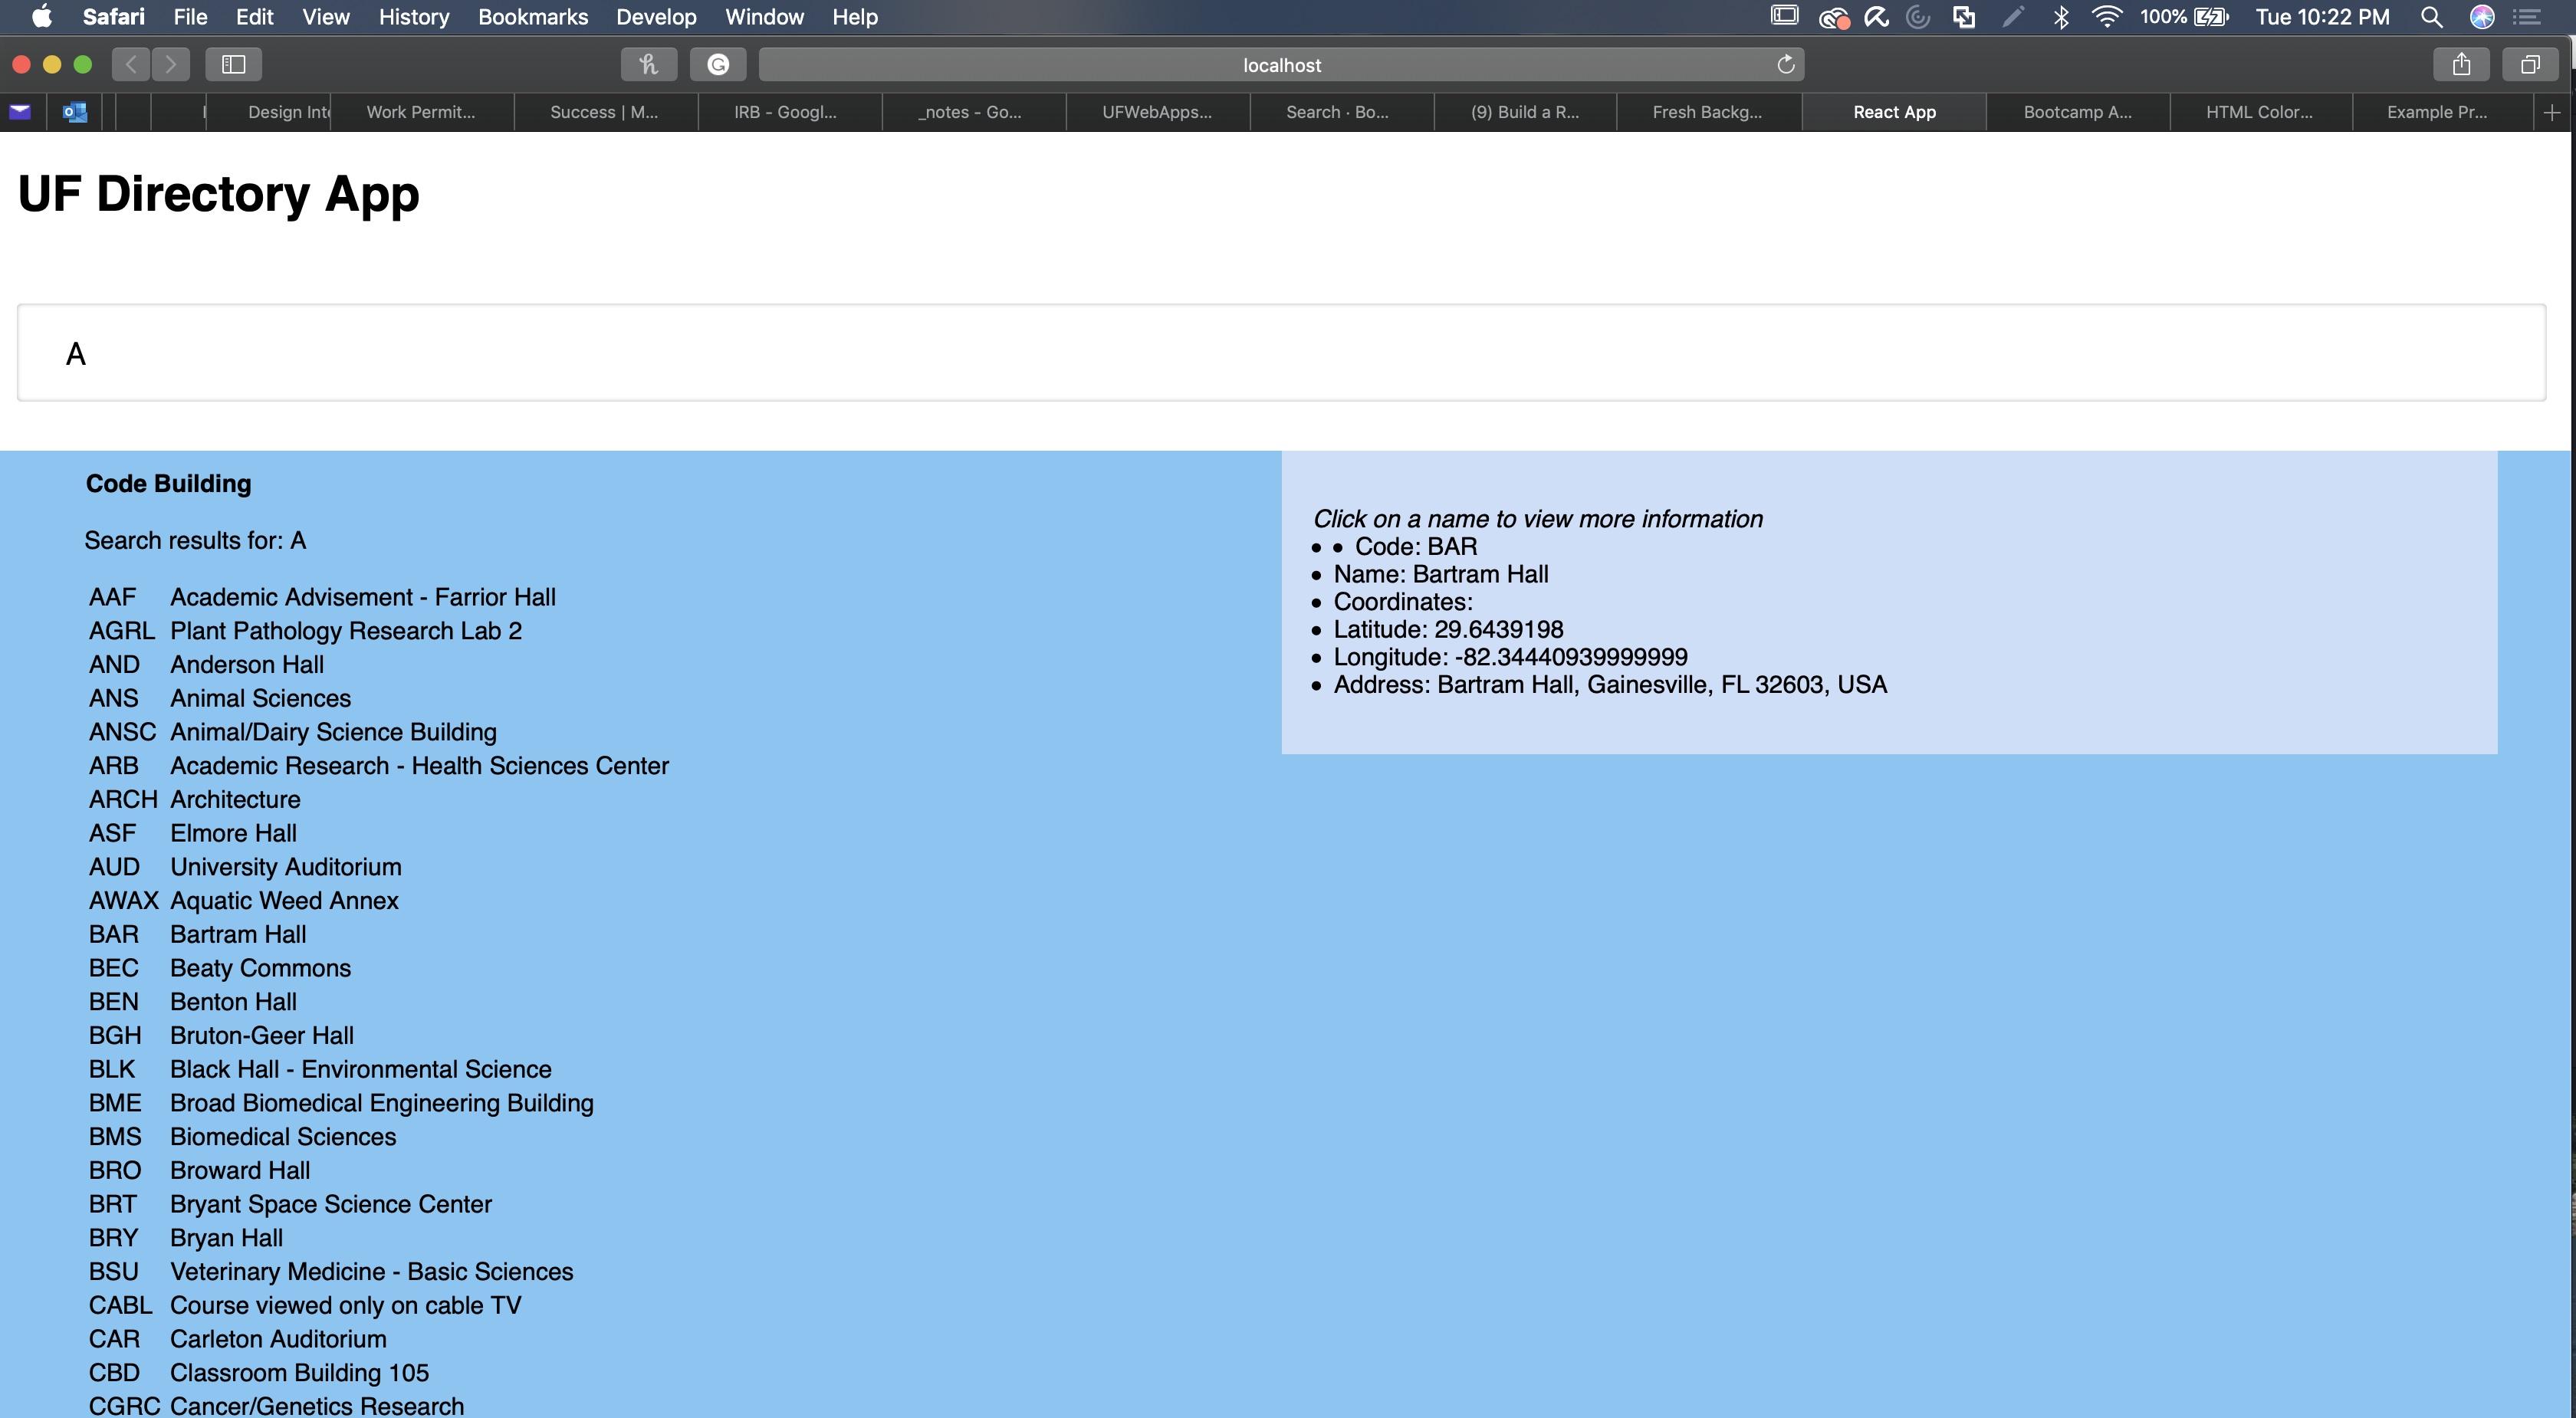 Safari File Edit View History Bookmarks Develop Window Help 100% Tue 10:22 PM
localhost
Design Int Work Permit... Success | M... IRB - Googl... _notes - Go... UFWebApps... Search · Bo... (9) Build a R... Fresh Backg... React App Bootcamp A... HTML Color... Example Pr...
UF Directory App
A
Code Building
Search results for: A
AAF Academic Advisement - Farrior Hall
AGRL Plant Pathology Research Lab 2
AND Anderson Hall
ANS Animal Sciences
ANSC Animal/Dairy Science Building
ARB Academic Research - Health Sciences Center
ARCH Architecture
ASF Elmore Hall
AUD University Auditorium
AWAX Aquatic Weed Annex
BAR Bartram Hall
BEC Beaty Commons
BEN Benton Hall
BGH Bruton-Geer Hall
BLK Black Hall - Environmental Science
BME Broad Biomedical Engineering Building
BMS Biomedical Sciences
BRO Broward Hall
BRT Bryant Space Science Center
BRY Bryan Hall
BSU Veterinary Medicine - Basic Sciences
CABL Course viewed only on cable TV
CAR Carleton Auditorium
CBD Classroom Building 105
CGRC Cancer/Genetics Research
Click on a name to view more information
• • Code: BAR
• Name: Bartram Hall
• Coordinates:
• Latitude: 29.6439198
• Longitude: -82.34440939999999
• Address: Bartram Hall, Gainesville, FL 32603, USA